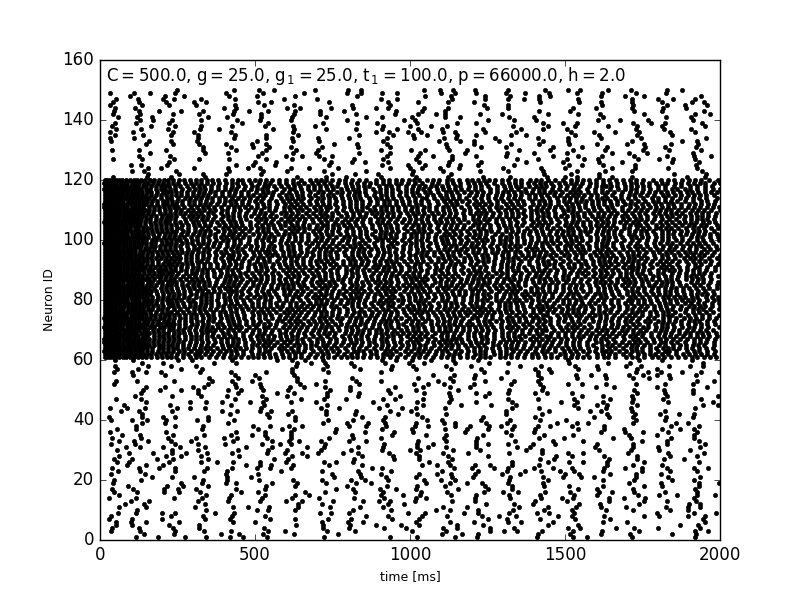 160
C = 500.0, g = 25.0, g₁ = 25.0, t₁ = 100.0, p = 66000.0, h = 2.0
140
120
100
Neuron ID
80
60
40
20
0
0 500 1000 1500 2000
time [ms]